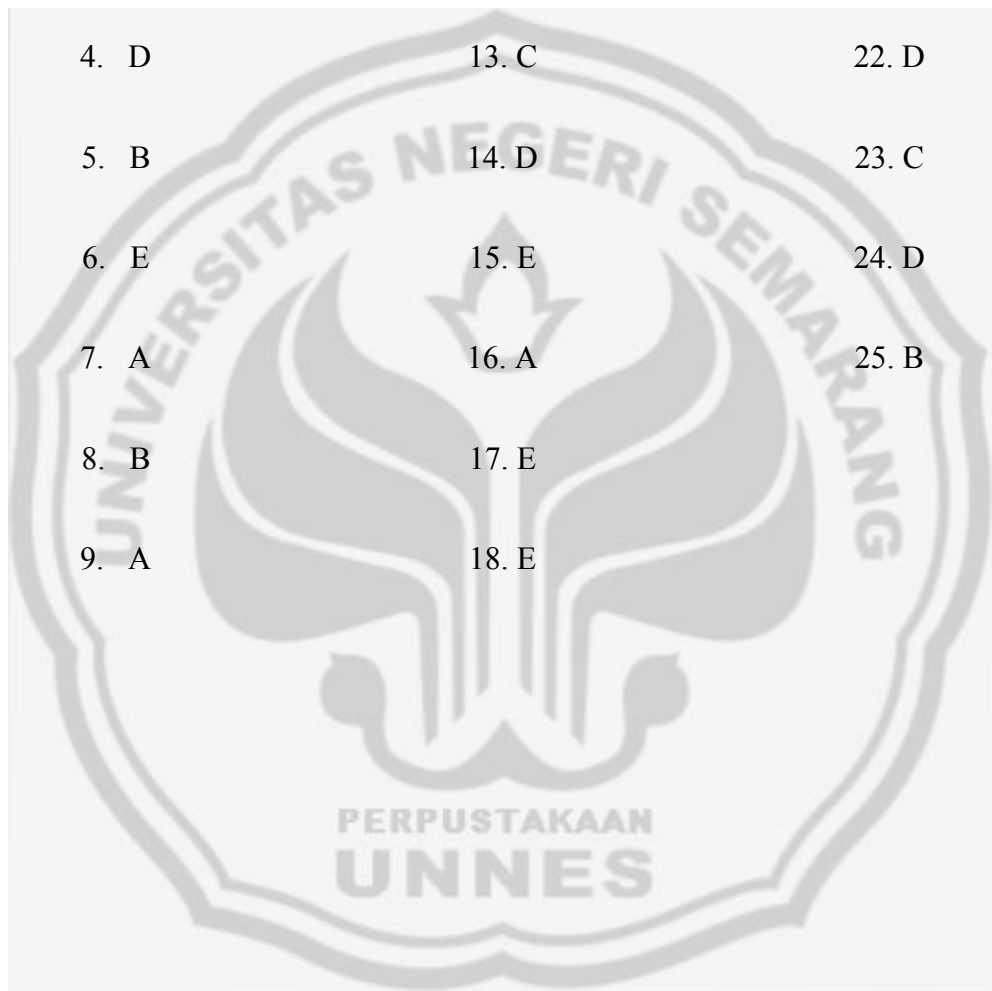 4. D 13. C 22. D
5. B 14. D 23. C
6. E 15. E 24. D
7. A 16. A 25. B
8. B 17. E
9. A 18. E
UNIVERSITAS NEGERI SEMARANG
PERPUSTAKAAN
UNNES